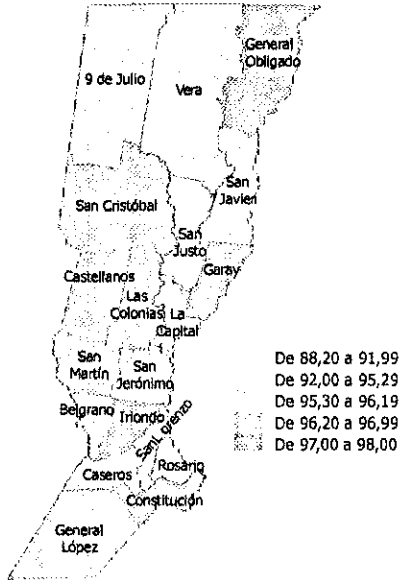 General
Obligado
9 de Julio
Vera
San
Javier
San Cristóbal
San
Justo
Garay
Castellanos
Las
Colonias
La
Capital
San
Martín
San
Jerónimo
Belgrano
Iriondo
San Lorenzo
Caseros
Rosario
Constitución
General
López
De 88,20 a 91,99
De 92,00 a 95,29
De 95,30 a 96,19
De 96,20 a 96,99
De 97,00 a 98,00